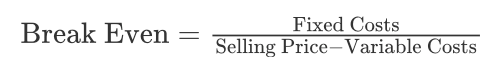 Break Even = Fixed Costs / Selling Price−Variable Costs